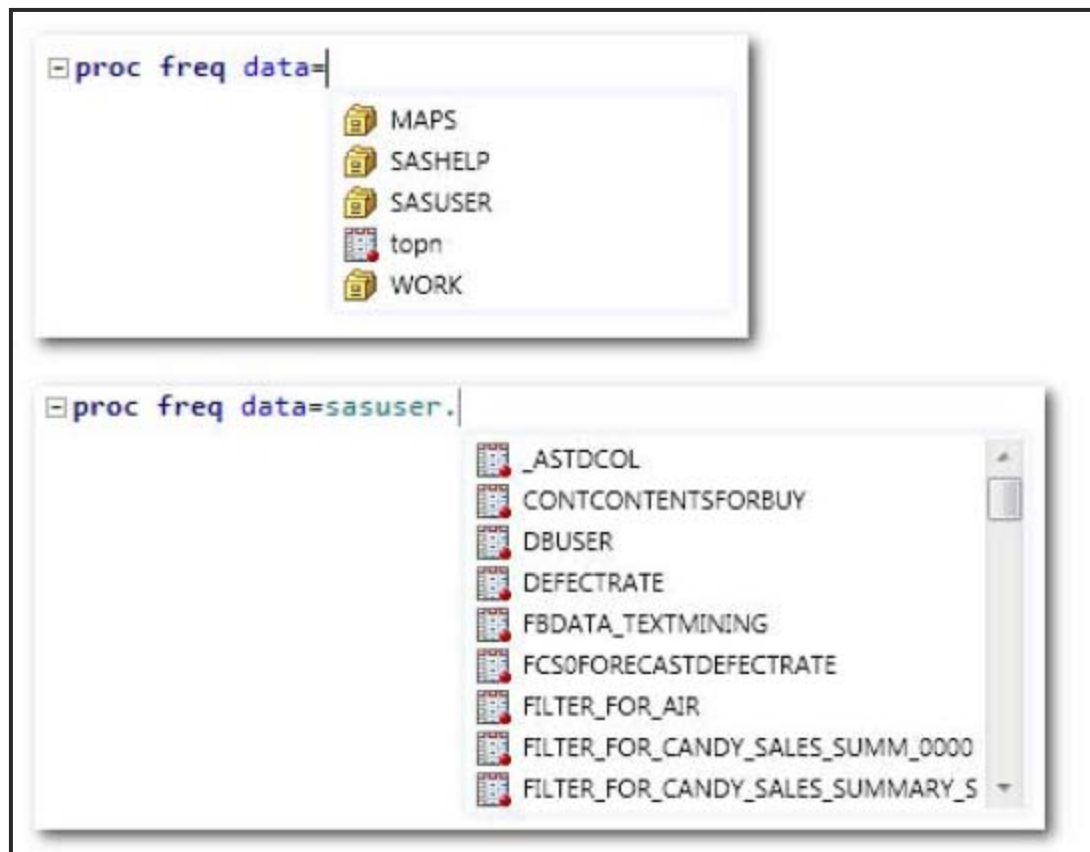 proc freq data=
MAPS
SASHELP
SASUSER
topn
WORK
proc freq data=sasuser.
_ASTDCOL
CONTCONTENTSFORBUY
DBUSER
DEFECTRATE
FBDATA_TEXTMINING
FCS0FORECASTDEFECTRATE
FILTER_FOR_AIR
FILTER_FOR_CANDY_SALES_SUMM_0000
FILTER_FOR_CANDY_SALES_SUMMARY_S